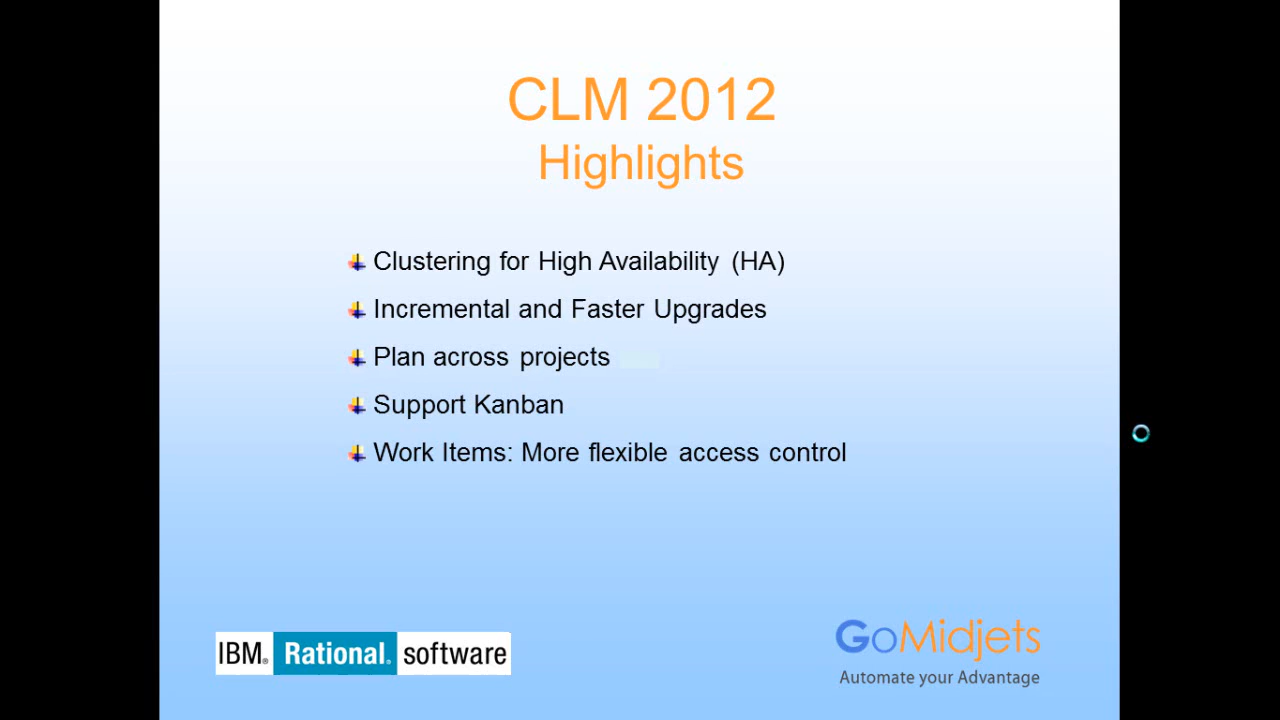 CLM 2012
Highlights
Clustering for High Availability (HA)
Incremental and Faster Upgrades
Plan across projects
Support Kanban
Work Items: More flexible access control
IBM. Rational. software
GoMidjets
Automate your Advantage